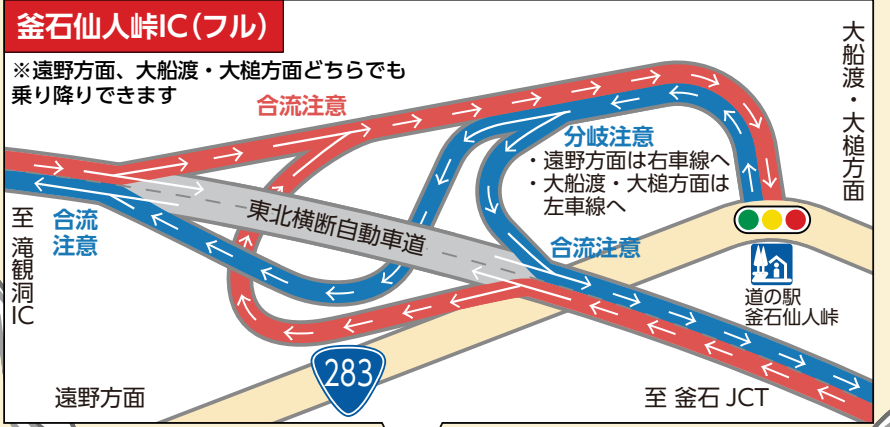 釜石仙人峠IC（フル）
※遠野方面、大船渡・大槌方面どちらでも
乗り降りできます
合流注意
分岐注意
・遠野方面は右車線へ
・大船渡・大槌方面は
左車線へ
大船渡・大槌方面
東北横断自動車道
合流
注意
至 滝観洞IC
合流注意
道の駅
釜石仙人峠
283
遠野方面
至 釜石 JCT